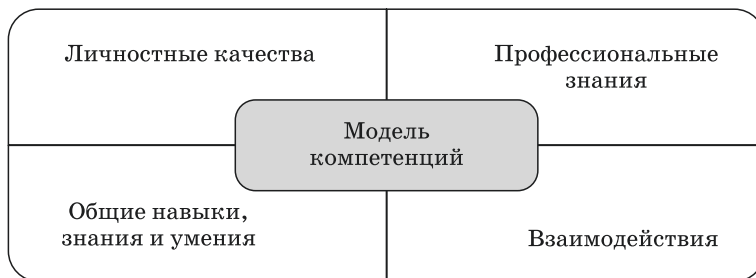 Личностные качества
Профессиональные
знания
Модель
компетенций
Общие навыки,
знания и умения
Взаимодействия